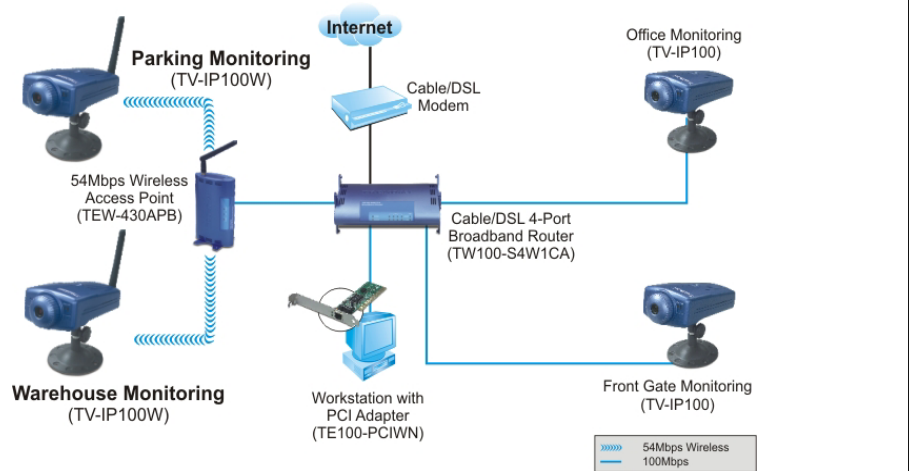 Internet
Parking Monitoring
(TV-IP100W)
Cable/DSL
Modem
Office Monitoring
(TV-IP100)
54Mbps Wireless
Access Point
(TEW-430APB)
Cable/DSL 4-Port
Broadband Router
(TW100-S4W1CA)
Warehouse Monitoring
(TV-IP100W)
Workstation with
PCI Adapter
(TE100-PCIWN)
Front Gate Monitoring
(TV-IP100)
54Mbps Wireless
100Mbps